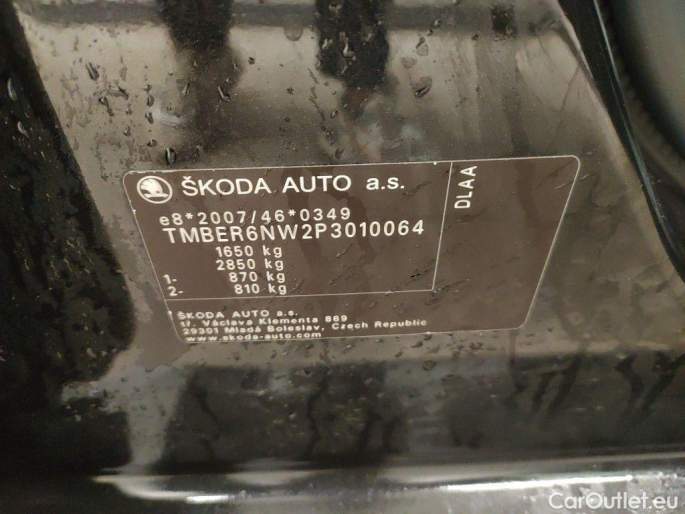 ŠKODA AUTO a.s.
e8*2007/46*0349
TMBER6NW2P3010064
1650 kg
2850 kg
1- 870 kg
2- 810 kg
ŠKODA AUTO a.s.
tř. Václava Klementa 869
29301 Mladá Boleslav, Czech Republic
www.skoda-auto.com
DLAA
CarOutlet.eu